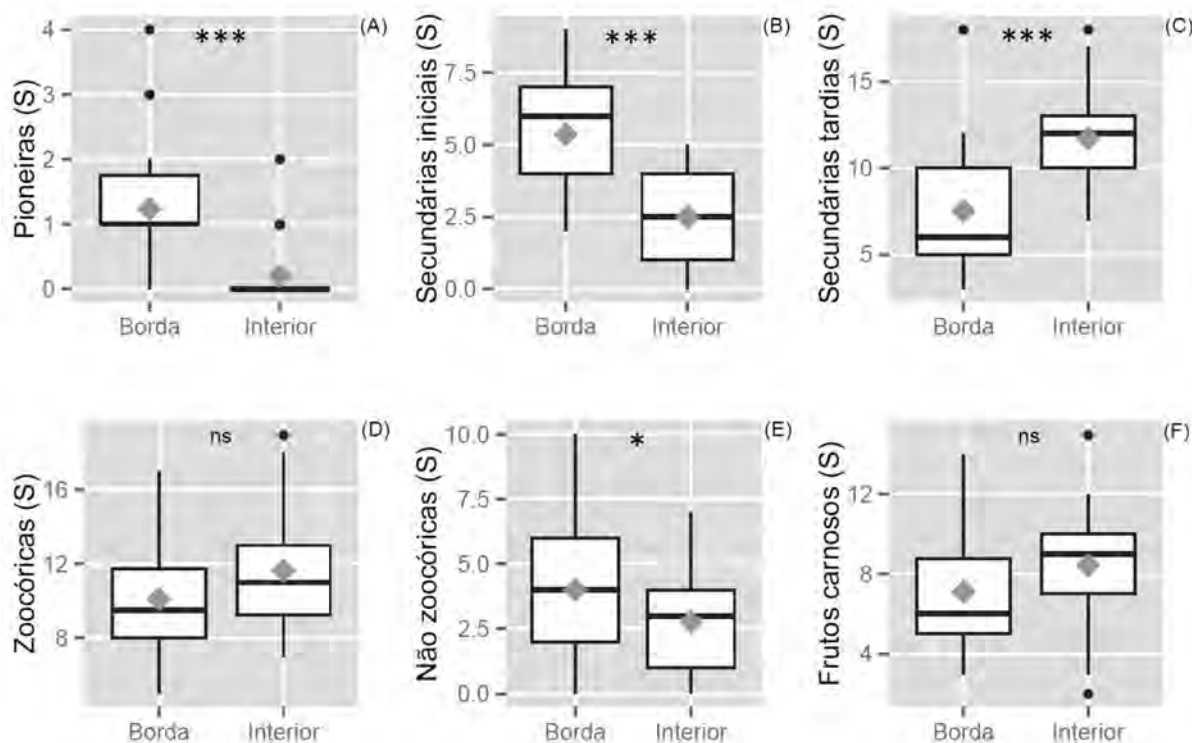 Pioneiras (S)
4
3
2
1
0
***
(A)
Borda
Interior
Secundárias iniciais (S)
7.5
5.0
2.5
0.0
***
(B)
Borda
Interior
Secundárias tardias (S)
15
10
5
***
(C)
Borda
Interior
Zoocóricas (S)
16
12
8
ns
(D)
Borda
Interior
Não zoocóricas (S)
10.0
7.5
5.0
2.5
0.0
*
(E)
Borda
Interior
Frutos carnosos (S)
12
8
4
ns
(F)
Borda
Interior